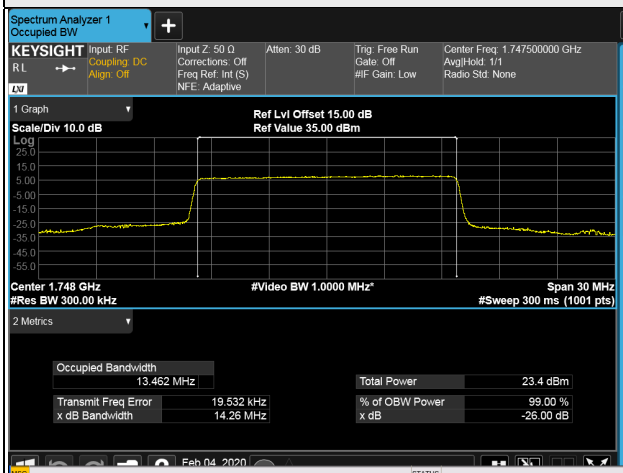 Spectrum Analyzer 1
Occupied BW
+
KEYSIGHT Input: RF Input Z: 50 Ω Atten: 30 dB Trig: Free Run Center Freq: 1.747500000 GHz
RL Coupling: DC Corrections: Off Gate: Off Avg|Hold: 1/1
Align: Off Freq Ref: Int (S) #IF Gain: Low Radio Std: None
LXI NFE: Adaptive
1 Graph Ref Lvl Offset 15.00 dB
Scale/Div 10.0 dB Ref Value 35.00 dBm
Log
25.0
15.0
5.00
-5.00
-15.0
-25.0
-35.0
-45.0
-55.0
Center 1.748 GHz #Video BW 1.0000 MHz* Span 30 MHz
#Res BW 300.00 kHz #Sweep 300 ms (1001 pts)
2 Metrics
Occupied Bandwidth
13.462 MHz Total Power 23.4 dBm
Transmit Freq Error 19.532 kHz % of OBW Power 99.00 %
x dB Bandwidth 14.26 MHz x dB -26.00 dB
Feb 04, 2020
MSG STATUS